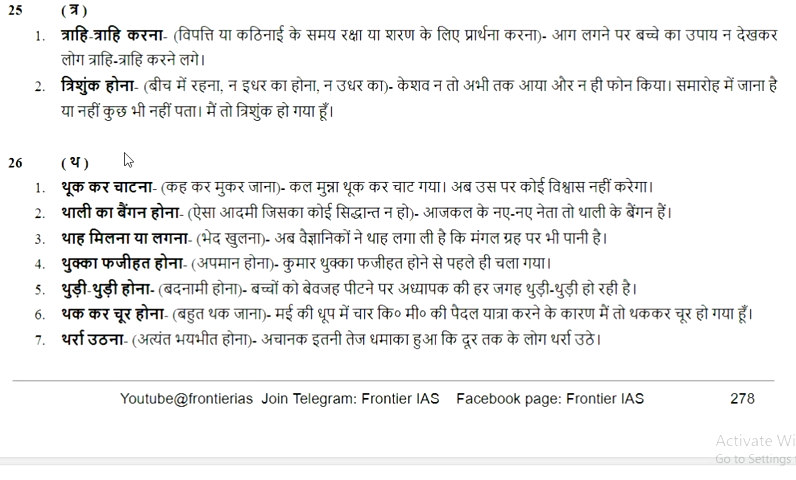 25 (त्र)
1. त्राहि-त्राहि करना- (विपत्ति या कठिनाई के समय रक्षा या शरण के लिए प्रार्थना करना)- आग लगने पर बच्चे का उपाय न देखकर
लोग त्राहि-त्राहि करने लगे।
2. त्रिशुंक होना- (बीच में रहना, न इधर का होना, न उधर का)- केशव न तो अभी तक आया और न ही फोन किया। समारोह में जाना है
या नहीं कुछ भी नहीं पता। मैं तो त्रिशुंक हो गया हूँ।
26 (थ)
1. थूक कर चाटना- (कह कर मुकर जाना)- कल मुन्ना थूक कर चाट गया। अब उस पर कोई विश्वास नहीं करेगा।
2. थाली का बैंगन होना- (ऐसा आदमी जिसका कोई सिद्धान्त न हो)- आजकल के नए-नए नेता तो थाली के बैंगन हैं।
3. थाह मिलना या लगना- (भेद खुलना)- अब वैज्ञानिकों ने थाह लगा ली है कि मंगल ग्रह पर भी पानी है।
4. थुक्का फजीहत होना- (अपमान होना)- कुमार थुक्का फजीहत होने से पहले ही चला गया।
5. थुड़ी-थुड़ी होना- (बदनामी होना)- बच्चों को बेवजह पीटने पर अध्यापक की हर जगह थुड़ी-थुड़ी हो रही है।
6. थक कर चूर होना- (बहुत थक जाना)- मई की धूप में चार कि० मी० की पैदल यात्रा करने के कारण मैं तो थककर चूर हो गया हूँ।
7. थर्रा उठना- (अत्यंत भयभीत होना)- अचानक इतनी तेज धमाका हुआ कि दूर तक के लोग थर्रा उठे।
Youtube@frontierias Join Telegram: Frontier IAS Facebook page: Frontier IAS 278
Activate Wi
Go to Settings